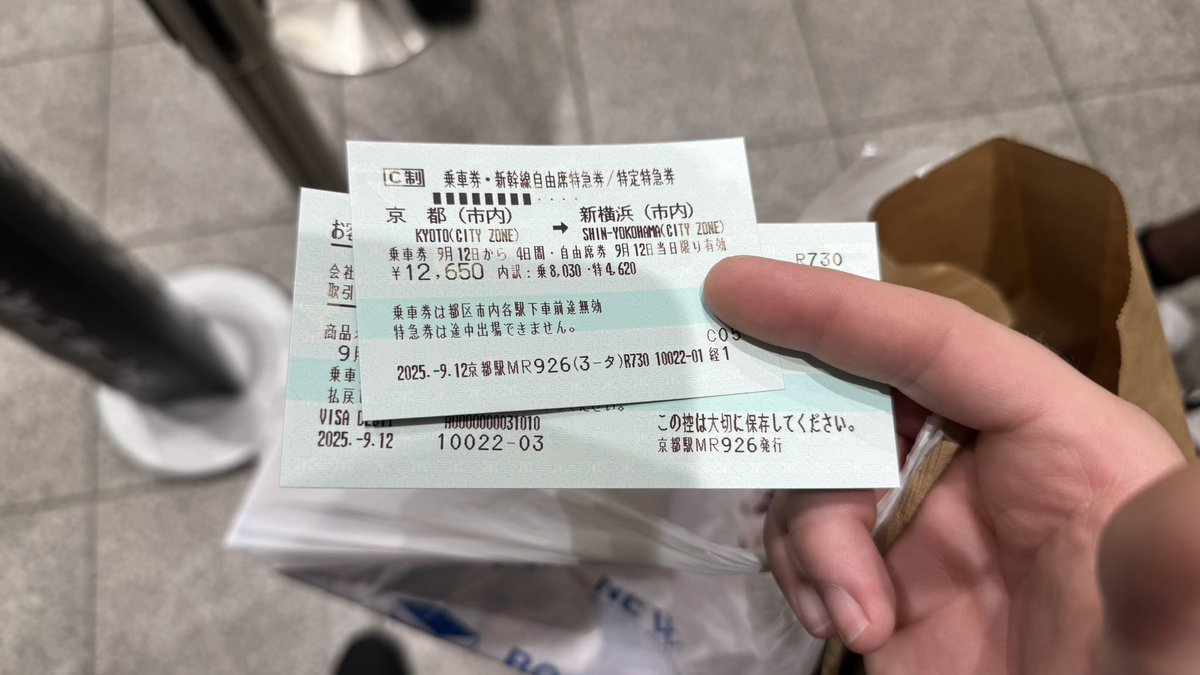 C制 乗車券・新幹線自由席特急券/特定特急券
京 都(市内) → 新横浜(市内)
KYOTO(CITY ZONE) SHIN-YOKOHAMA(CITY ZONE)
乗車券 9月12日から 4日間・自由席券 9月12日当日限り有効
¥12,650 内訳:乗8,030・特4,620
乗車券は都区市内各駅下車前途無効
特急券は途中出場できません。
2025.-9.12京都駅MR926(3-タ)R730 10022-01 経1
R730
会社
取引
商品
9月
乗車
払戻
VISA
A0000000031010
2025.-9.12 10022-03
この控は大切に保存してください。
京都駅MR926発行
NEW